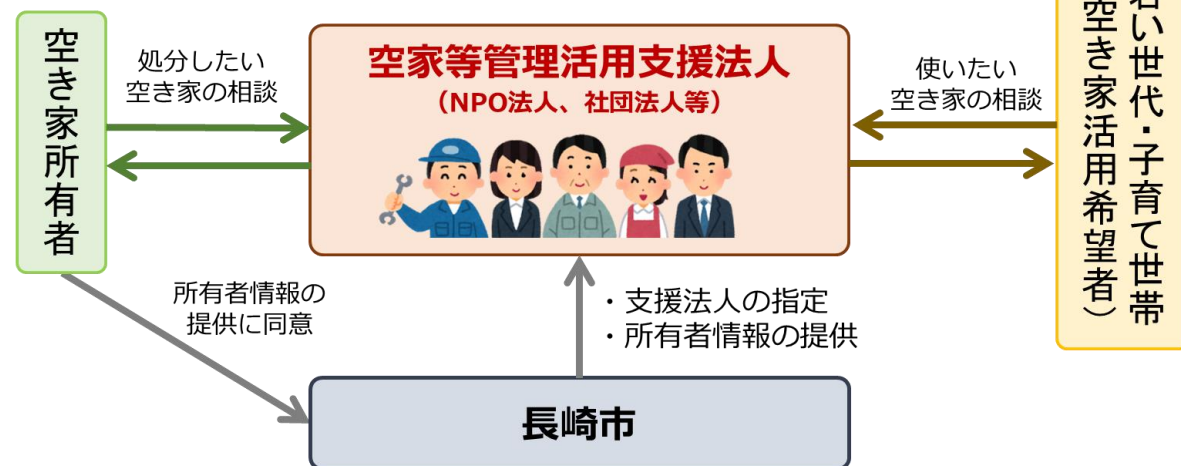 空き家所有者
処分したい
空き家の相談
空家等管理活用支援法人
（NPO法人、社団法人等）
使いたい
空き家の相談
い世代・子育て世帯
空き家活用希望者）
所有者情報の
提供に同意
・支援法人の指定
・所有者情報の提供
長崎市